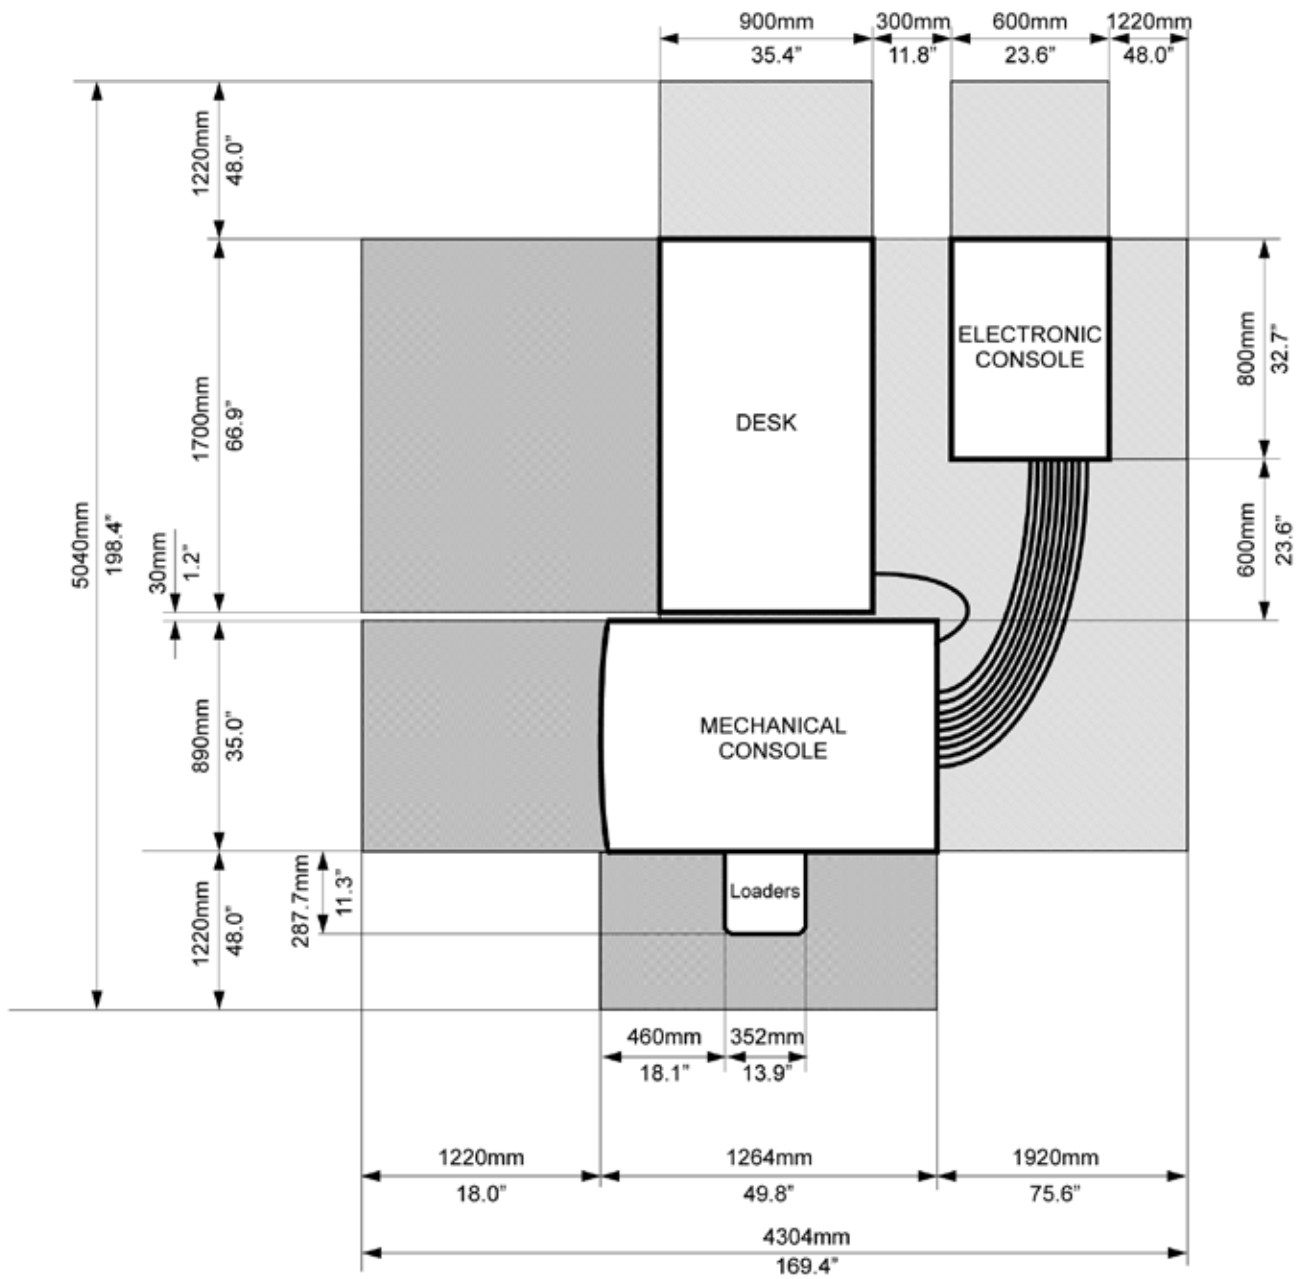 900mm 300mm 600mm 1220mm
35.4” 11.8” 23.6” 48.0”
1220mm
48.0”
1700mm
66.9”
5040mm
198.4”
30mm
1.2”
890mm
35.0”
287.7mm
11.3”
1220mm
48.0”
DESK
ELECTRONIC
CONSOLE
800mm
32.7”
600mm
23.6”
MECHANICAL
CONSOLE
Loaders
460mm 352mm
18.1” 13.9”
1220mm 1264mm 1920mm
18.0” 49.8” 75.6”
4304mm
169.4”